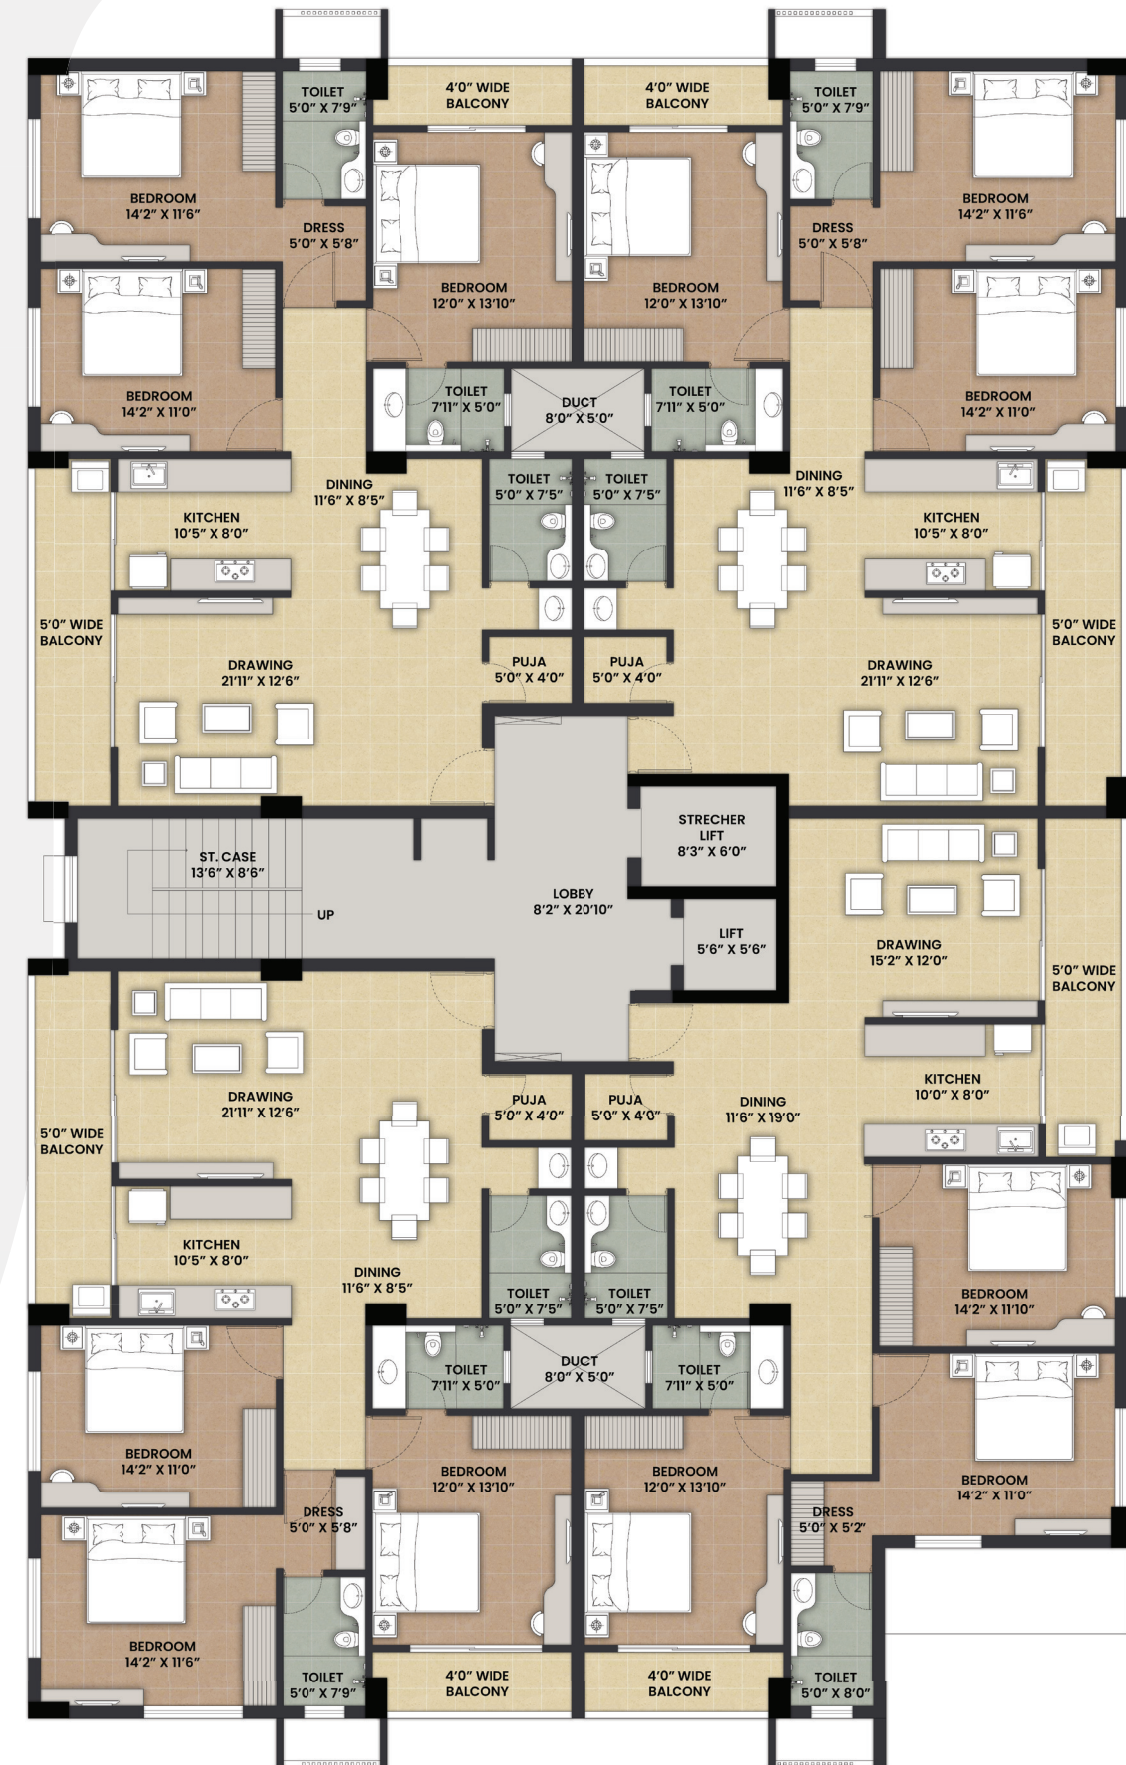 TOILET
5'0" X 7'9"
4'0" WIDE
BALCONY
4'0" WIDE
BALCONY
TOILET
5'0" X 7'9"
BEDROOM
14'2" X 11'6"
DRESS
5'0" X 5'8"
DRESS
5'0" X 5'8"
BEDROOM
14'2" X 11'6"
BEDROOM
12'0" X 13'10"
BEDROOM
12'0" X 13'10"
BEDROOM
14'2" X 11'0"
TOILET
7'11" X 5'0"
DUCT
8'0" X 5'0"
TOILET
7'11" X 5'0"
BEDROOM
14'2" X 11'0"
DINING
11'6" X 8'5"
TOILET
5'0" X 7'5"
TOILET
5'0" X 7'5"
DINING
11'6" X 8'5"
KITCHEN
10'5" X 8'0"
KITCHEN
10'5" X 8'0"
5'0" WIDE
BALCONY
5'0" WIDE
BALCONY
DRAWING
21'11" X 12'6"
PUJA
5'0" X 4'0"
PUJA
5'0" X 4'0"
DRAWING
21'11" X 12'6"
STRECHER
LIFT
8'3" X 6'0"
ST. CASE
13'6" X 8'6"
UP
LOBEY
8'2" X 20'10"
LIFT
5'6" X 5'6"
DRAWING
15'2" X 12'0"
5'0" WIDE
BALCONY
DRAWING
21'11" X 12'6"
PUJA
5'0" X 4'0"
PUJA
5'0" X 4'0"
DINING
11'6" X 19'0"
KITCHEN
10'0" X 8'0"
5'0" WIDE
BALCONY
KITCHEN
10'5" X 8'0"
DINING
11'6" X 8'5"
TOILET
5'0" X 7'5"
TOILET
5'0" X 7'5"
BEDROOM
14'2" X 11'10"
TOILET
7'11" X 5'0"
DUCT
8'0" X 5'0"
TOILET
7'11" X 5'0"
BEDROOM
14'2" X 11'0"
BEDROOM
12'0" X 13'10"
BEDROOM
12'0" X 13'10"
BEDROOM
14'2" X 11'0"
DRESS
5'0" X 5'8"
DRESS
5'0" X 5'2"
BEDROOM
14'2" X 11'6"
TOILET
5'0" X 7'9"
4'0" WIDE
BALCONY
4'0" WIDE
BALCONY
TOILET
5'0" X 8'0"